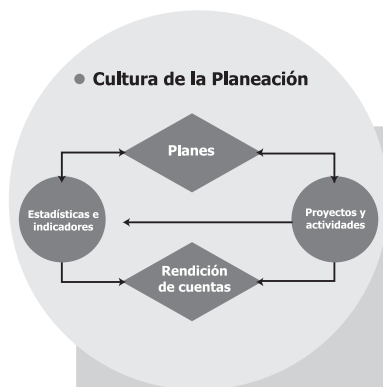 Cultura de la Planeación
Planes
Estadísticas e
indicadores
Proyectos y
actividades
Rendición
de cuentas